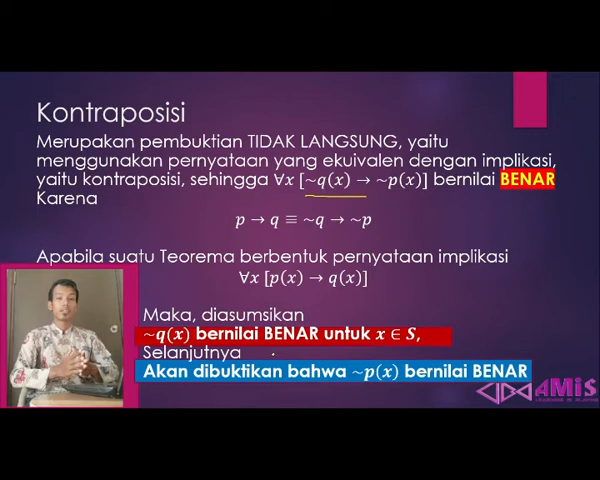 Kontraposisi
Merupakan pembuktian TIDAK LANGSUNG, yaitu
menggunakan pernyataan yang ekuivalen dengan implikasi,
yaitu kontraposisi, sehingga ∀x [~q(x) → ~p(x)] bernilai BENAR
Karena
p → q ≡ ~q → ~p
Apabila suatu Teorema berbentuk pernyataan implikasi
∀x [p(x) → q(x)]
Maka, diasumsikan
~q(x) bernilai BENAR untuk x ∈ S,
Selanjutnya
Akan dibuktikan bahwa ~p(x) bernilai BENAR
AMiS